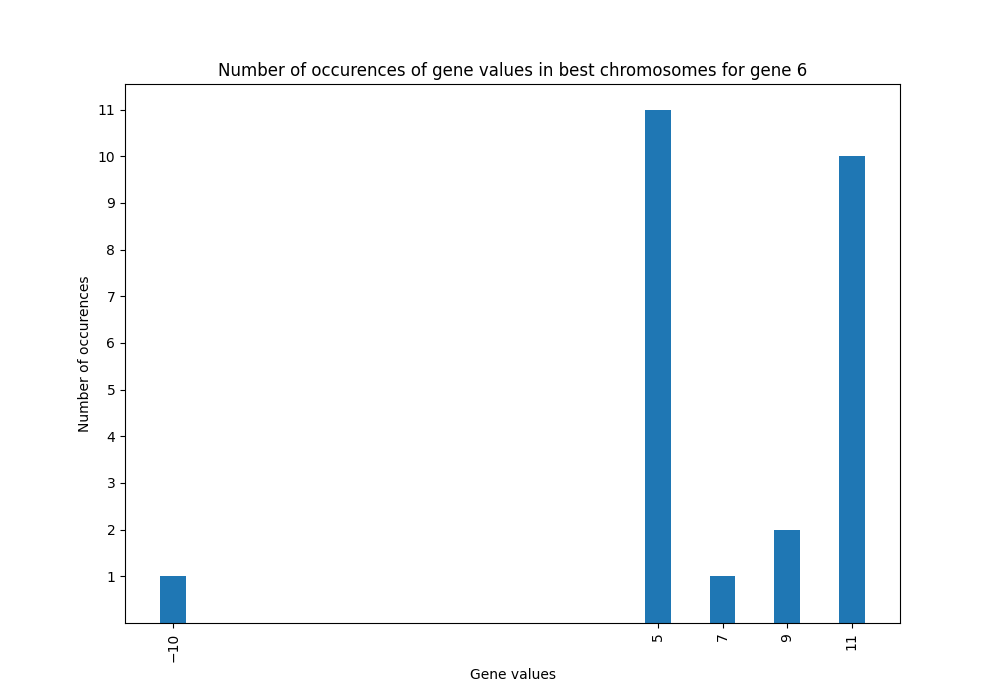 Number of occurences of gene values in best chromosomes for gene 6
11
10
9
8
7
6
5
4
3
2
1
Number of occurences
−10 5 7 9 11
Gene values